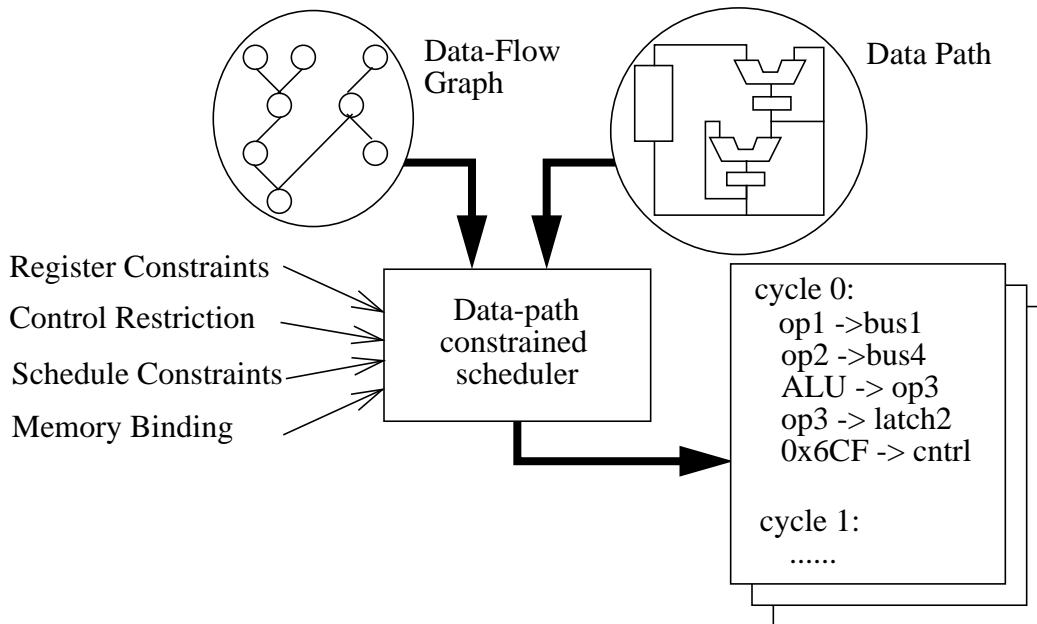 Data-Flow
Graph
Data Path
Register Constraints
Control Restriction
Schedule Constraints
Memory Binding
Data-path
constrained
scheduler
cycle 0:
op1 ->bus1
op2 ->bus4
ALU -> op3
op3 -> latch2
0x6CF -> cntrl
cycle 1:
......